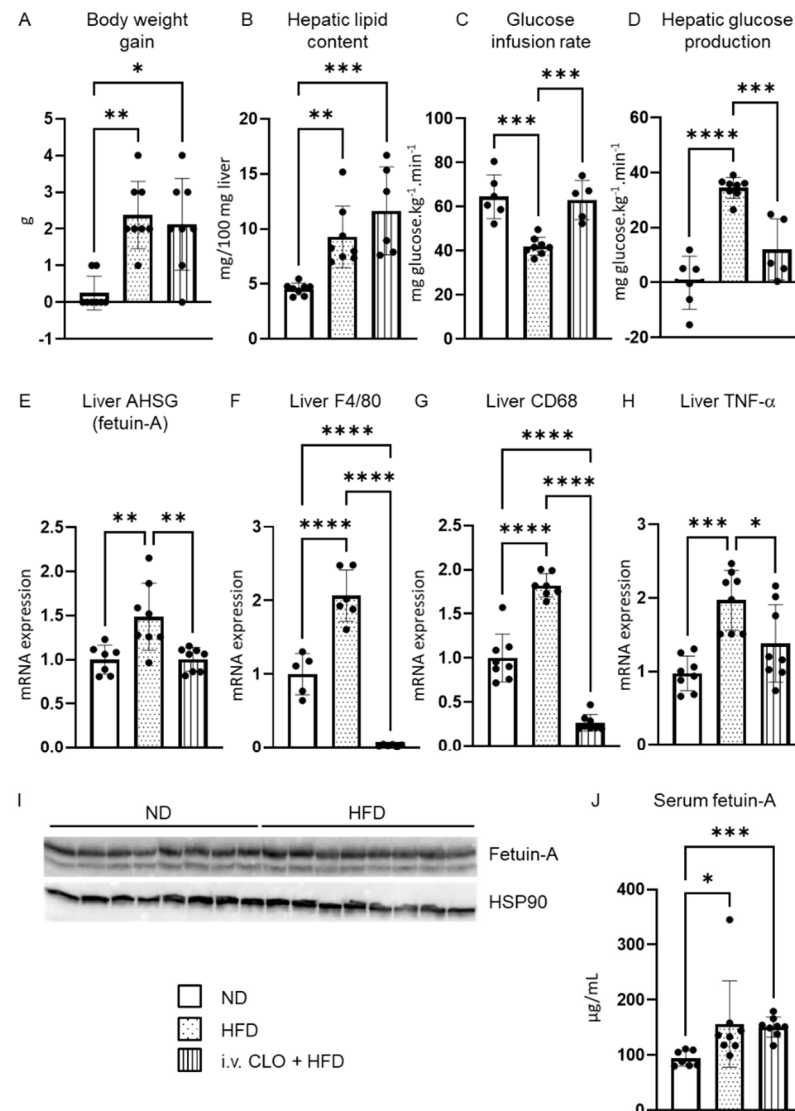 A Body weight gain
B Hepatic lipid content
C Glucose infusion rate
D Hepatic glucose production
* ** *** ** *** *** *** ****
g
4
3
2
1
0
-1
mg/100 mg liver
20
15
10
5
0
mg glucose.kg⁻¹.min⁻¹
100
80
60
40
20
0
mg glucose.kg⁻¹.min⁻¹
60
40
20
0
-20
E Liver AHSG (fetuin-A)
F Liver F4/80
G Liver CD68
H Liver TNF-α
** ** **** **** **** **** **** **** *** *
mRNA expression
2.5
2.0
1.5
1.0
0.5
0.0
mRNA expression
3
2
1
0
mRNA expression
2.5
2.0
1.5
1.0
0.5
0.0
mRNA expression
3
2
1
0
I
ND HFD
Fetuin-A
HSP90
ND
HFD
i.v. CLO + HFD
J Serum fetuin-A
***
*
µg/mL
400
300
200
100
0